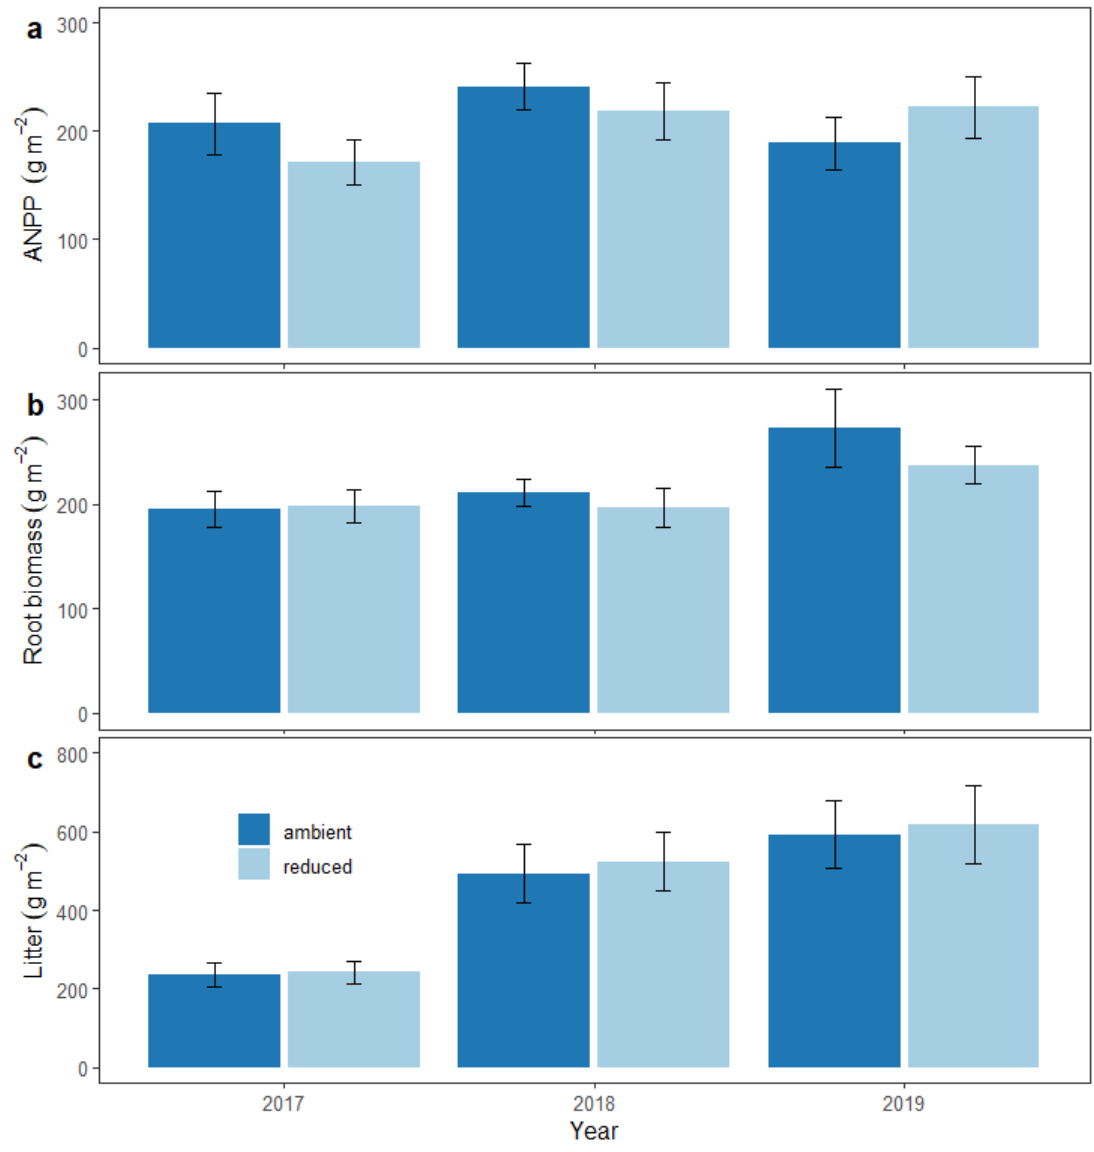 a
ANPP (g m⁻²)
300
200
100
0
b
Root biomass (g m⁻²)
300
200
100
0
c
Litter (g m⁻²)
800
600
400
200
0
ambient
reduced
2017 2018 2019
Year